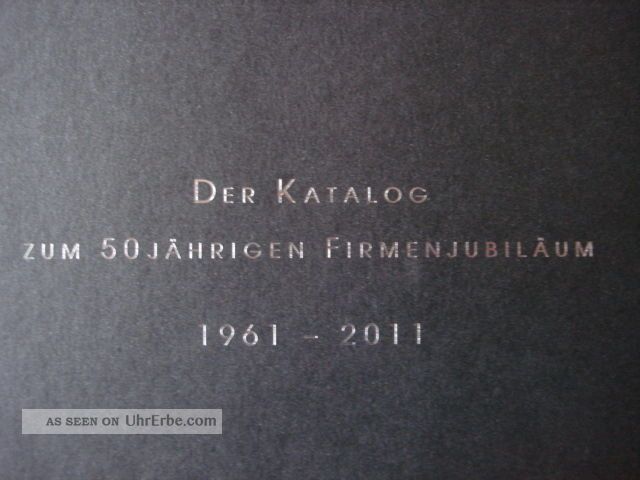 DER KATALOG
ZUM 50JÄHRIGEN FIRMENJUBILÄUM
1961 - 2011
AS SEEN ON UhrErbe.com